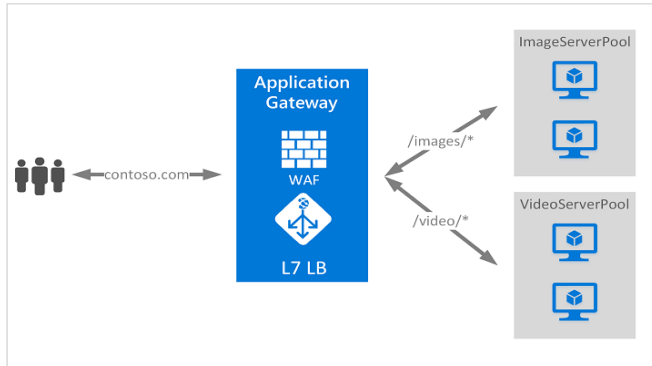 contoso.com
Application
Gateway
WAF
L7 LB
/images/*
/video/*
ImageServerPool
VideoServerPool